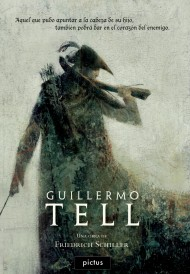 Aquel que pudo apuntar a la cabeza de su hijo,
también podrá dar en el corazón del enemigo.
GUILLERMO
TELL
UNA OBRA DE
FRIEDRICH SCHILLER
pictus